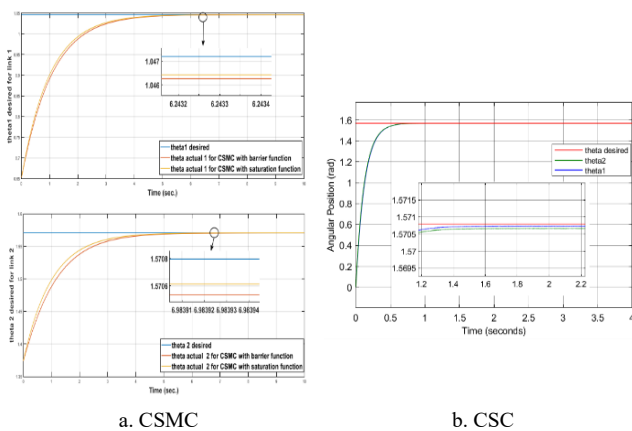 theta1 desired for link 1
1.047
1.046
6.2432 6.2433 6.2434
theta1 desired
theta actual 1 for CSMC with barrier function
theta actual 1 for CSMC with saturation function
Time (sec.)
theta 2 desired for link 2
1.5708
1.5706
6.98391 6.98392 6.98393 6.98394
theta 2 desired
theta actual 2 for CSMC with barrier function
theta actual 2 for CSMC with saturation function
Time (sec.)
a. CSMC
Angular Position (rad)
1.6
1.4
1.2
1
0.8
0.6
0.4
0.2
0
theta desired
theta2
theta1
1.571
1.5705
1.57
1.5695
1.2 1.4 1.6 1.8 2 2.2
0 0.5 1 1.5 2 2.5 3 3.5 4
Time (seconds)
b. CSC